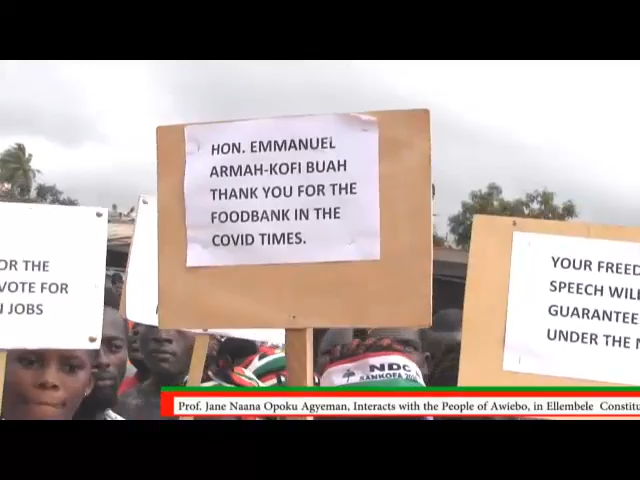 HON. EMMANUEL
ARMAH-KOFI BUAH
THANK YOU FOR THE
FOODBANK IN THE
COVID TIMES.
OR THE
VOTE FOR
JOBS
YOUR FREED
SPEECH WILL
GUARANTEE
UNDER THE N
NDC
SANKOFA
Prof. Jane Naana Opoku Agyeman, Interacts with the People of Awiebo, in Ellembele Constitu